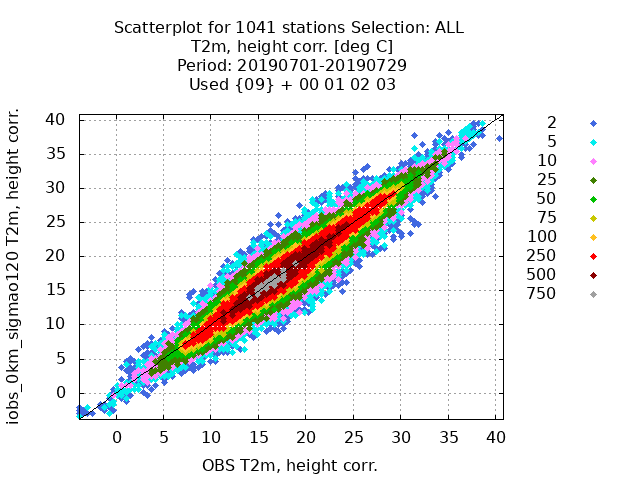 Scatterplot for 1041 stations Selection: ALL
T2m, height corr. [deg C]
Period: 20190701-20190729
Used {09} + 00 01 02 03
iobs_0km_sigmao120 T2m, height corr.
40
35
30
25
20
15
10
5
0
0 5 10 15 20 25 30 35 40
OBS T2m, height corr.
2
5
10
25
50
75
100
250
500
750